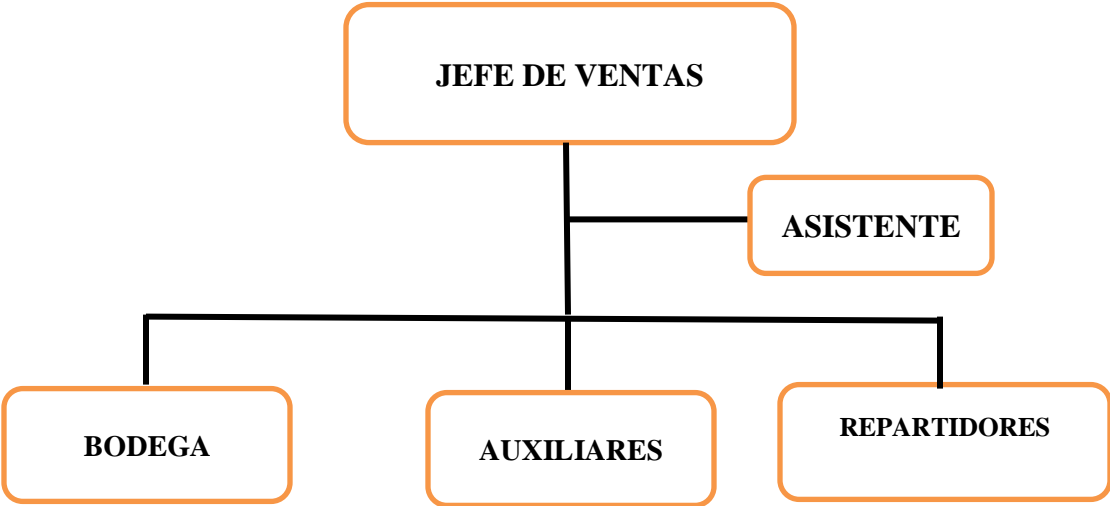 JEFE DE VENTAS
ASISTENTE
BODEGA
AUXILIARES
REPARTIDORES